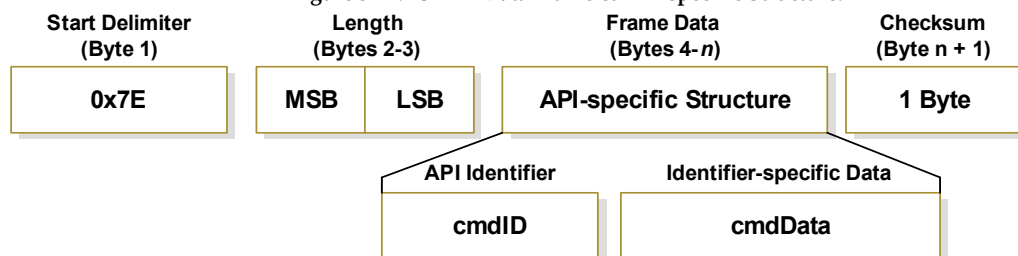 Start Delimiter Length Frame Data Checksum
(Byte 1) (Bytes 2-3) (Bytes 4-n) (Byte n + 1)
0x7E MSB LSB API-specific Structure 1 Byte
API Identifier Identifier-specific Data
cmdID cmdData